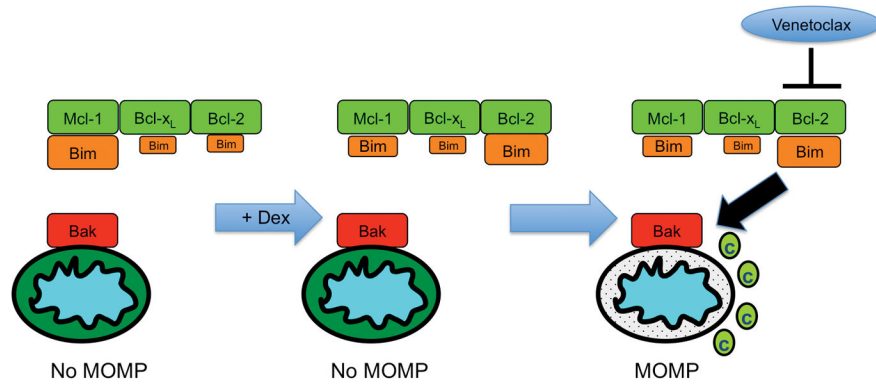 Venetoclax
Mcl-1 Bcl-xL Bcl-2
Bim Bim Bim
Mcl-1 Bcl-xL Bcl-2
Bim Bim Bim
Mcl-1 Bcl-xL Bcl-2
Bim Bim Bim
Bak
+ Dex
Bak
Bak
C
C
C
C
No MOMP
No MOMP
MOMP